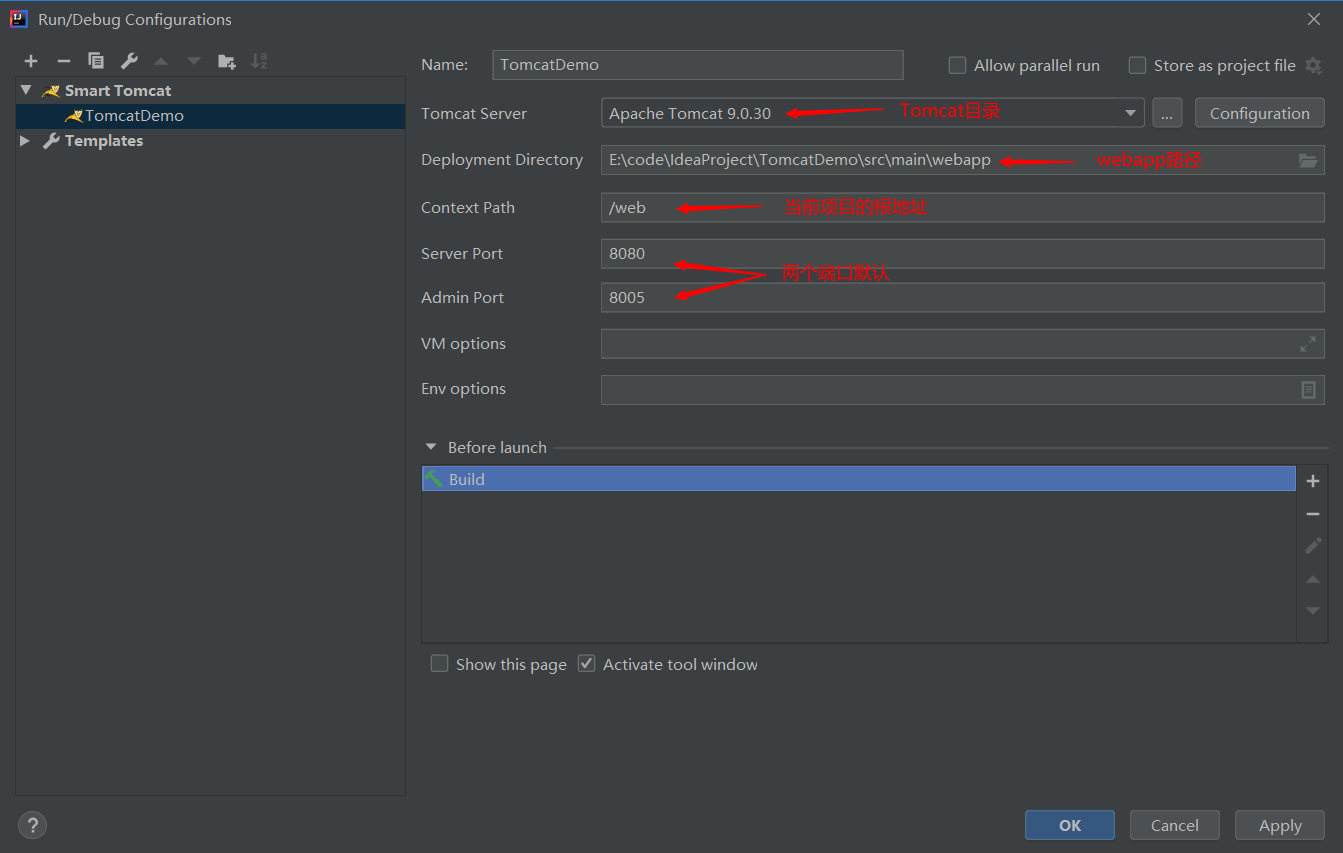 Run/Debug Configurations
Smart Tomcat
TomcatDemo
Templates
Name: TomcatDemo Allow parallel run Store as project file
Tomcat Server Apache Tomcat 9.0.30 Tomcat目录 ... Configuration
Deployment Directory E:\code\IdeaProject\TomcatDemo\src\main\webapp webapp路径
Context Path /web 当前项目的根地址
Server Port 8080
两个端口默认
Admin Port 8005
VM options
Env options
Before launch
Build
Show this page Activate tool window
? OK Cancel Apply